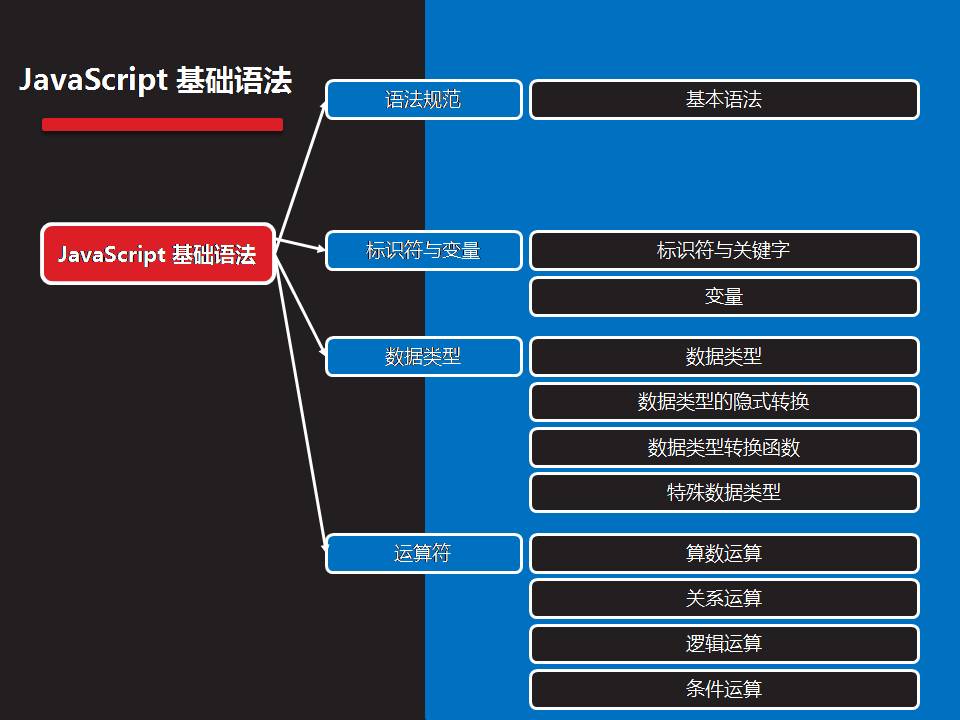 JavaScript 基础语法
JavaScript 基础语法
语法规范
基本语法
标识符与变量
标识符与关键字
变量
数据类型
数据类型
数据类型的隐式转换
数据类型转换函数
特殊数据类型
运算符
算数运算
关系运算
逻辑运算
条件运算